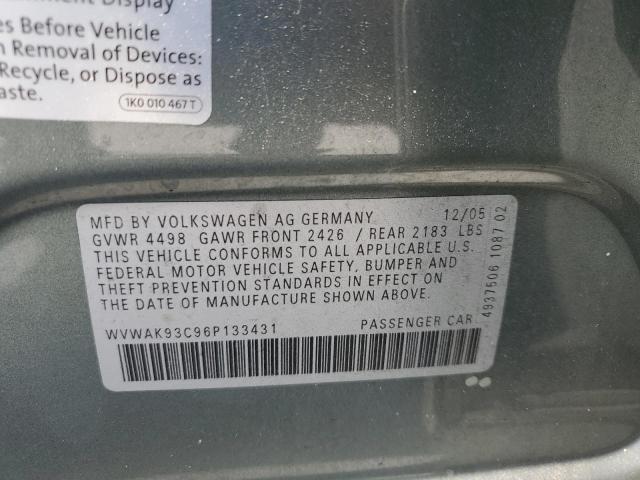 Display
es Before Vehicle
Removal of Devices:
Recycle, or Dispose as
aste.
1K0 010 467 T
MFD BY VOLKSWAGEN AG GERMANY 12/05
GVWR 4498 GAWR FRONT 2426 / REAR 2183 LBS
THIS VEHICLE CONFORMS TO ALL APPLICABLE U.S.
FEDERAL MOTOR VEHICLE SAFETY, BUMPER AND
THEFT PREVENTION STANDARDS IN EFFECT ON
THE DATE OF MANUFACTURE SHOWN ABOVE.
WVWAK93C96P133431 PASSENGER CAR
4937506 1087 02